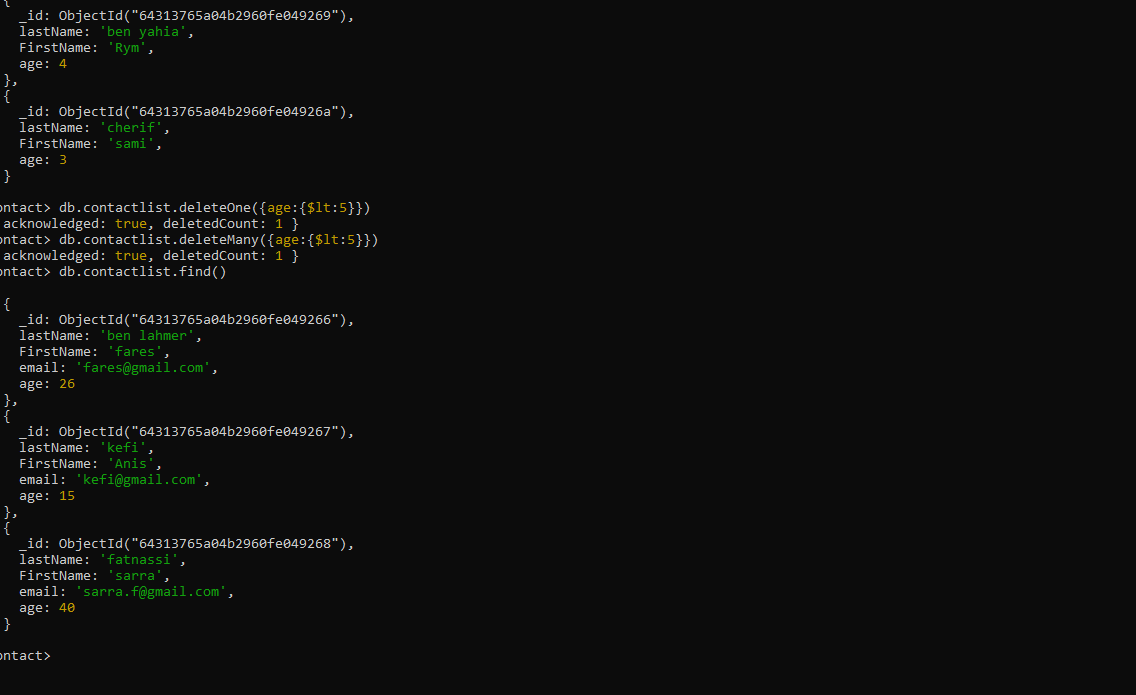 {
  _id: ObjectId("64313765a04b2960fe049269"),
  lastName: 'ben yahia',
  FirstName: 'Rym',
  age: 4
},
{
  _id: ObjectId("64313765a04b2960fe04926a"),
  lastName: 'cherif',
  FirstName: 'sami',
  age: 3
}
ontact> db.contactlist.deleteOne({age:{$lt:5}})
acknowledged: true, deletedCount: 1 }
ontact> db.contactlist.deleteMany({age:{$lt:5}})
acknowledged: true, deletedCount: 1 }
ontact> db.contactlist.find()
{
  _id: ObjectId("64313765a04b2960fe049266"),
  lastName: 'ben lahmer',
  FirstName: 'fares',
  email: 'fares@gmail.com',
  age: 26
},
{
  _id: ObjectId("64313765a04b2960fe049267"),
  lastName: 'kefi',
  FirstName: 'Anis',
  email: 'kefi@gmail.com',
  age: 15
},
{
  _id: ObjectId("64313765a04b2960fe049268"),
  lastName: 'fatnassi',
  FirstName: 'sarra',
  email: 'sarra.f@gmail.com',
  age: 40
}
ontact>